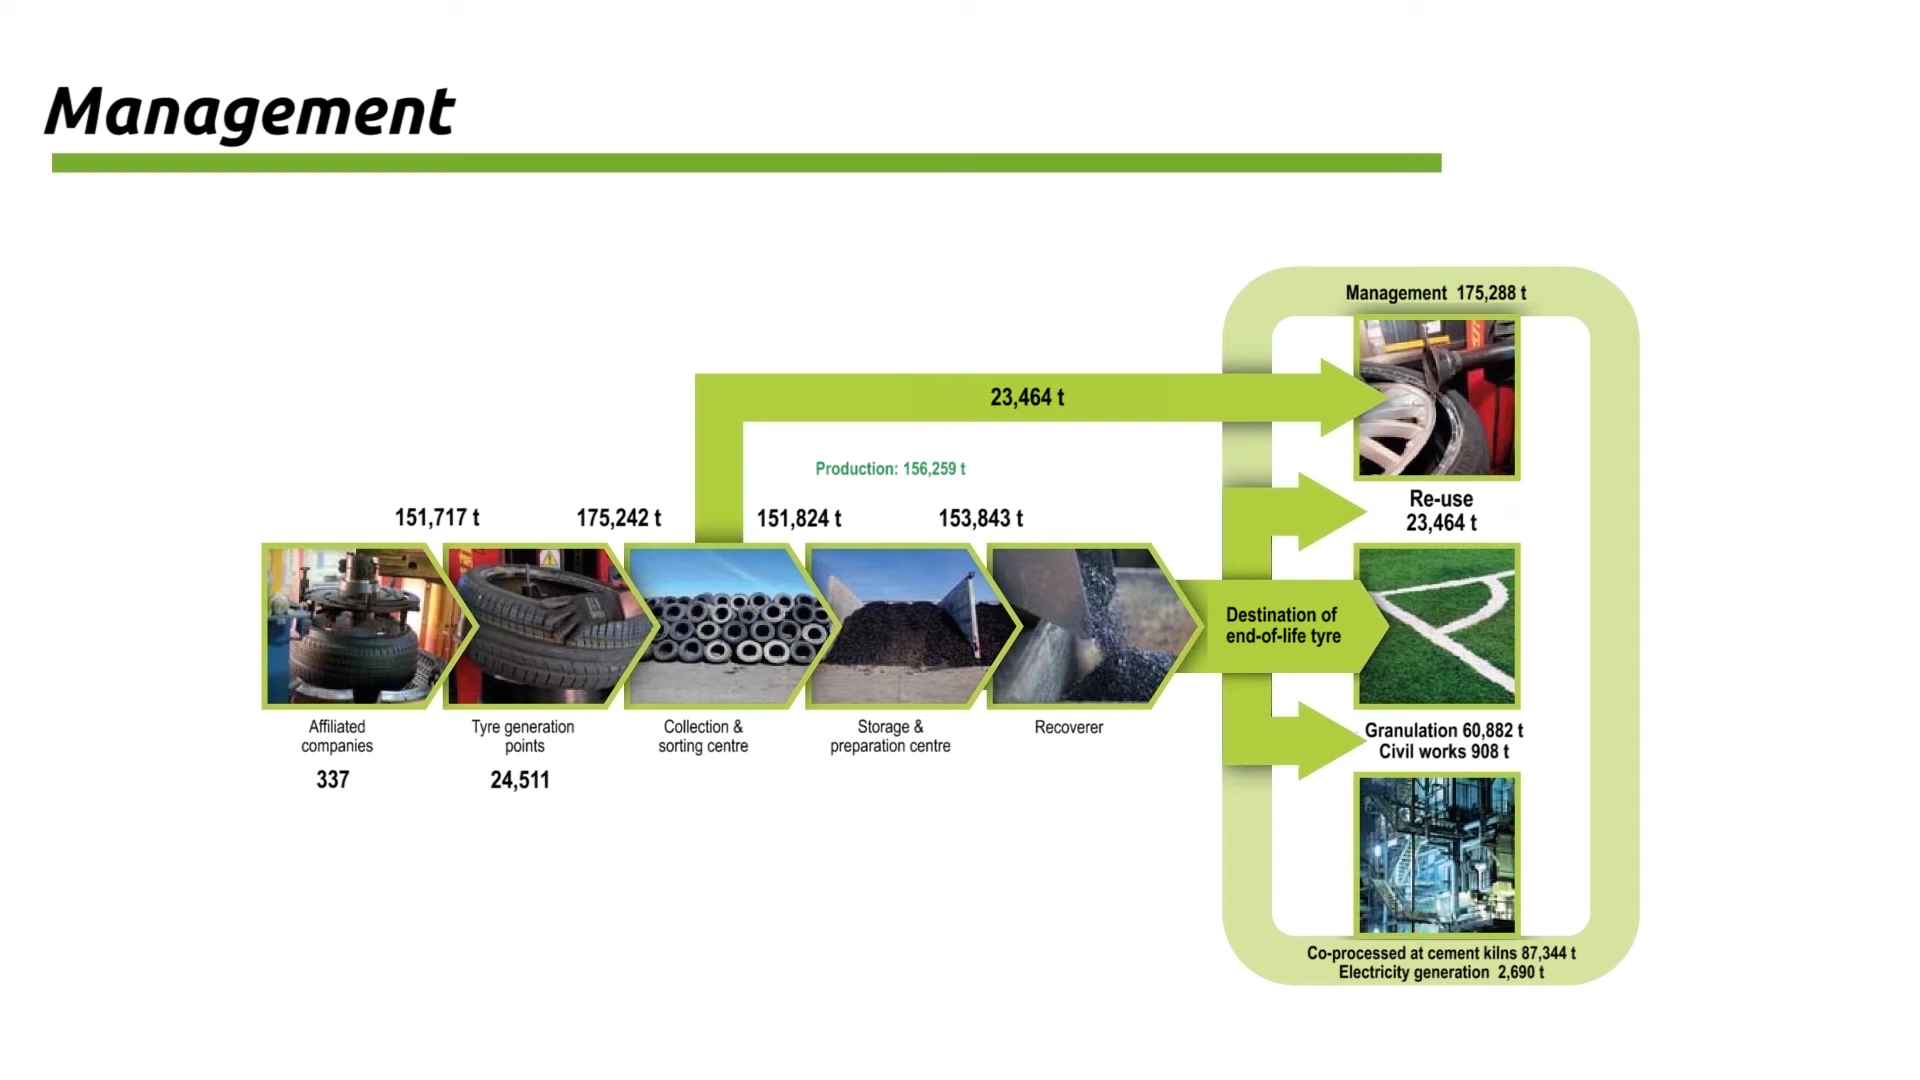 Management
Management 175,288 t
23,464 t
Production: 156,259 t
151,717 t
175,242 t
151,824 t
153,843 t
Re-use
23,464 t
Destination of
end-of-life tyre
Affiliated
companies
337
Tyre generation
points
24,511
Collection &
sorting centre
Storage &
preparation centre
Recoverer
Granulation 60,882 t
Civil works 908 t
Co-processed at cement kilns 87,344 t
Electricity generation 2,690 t